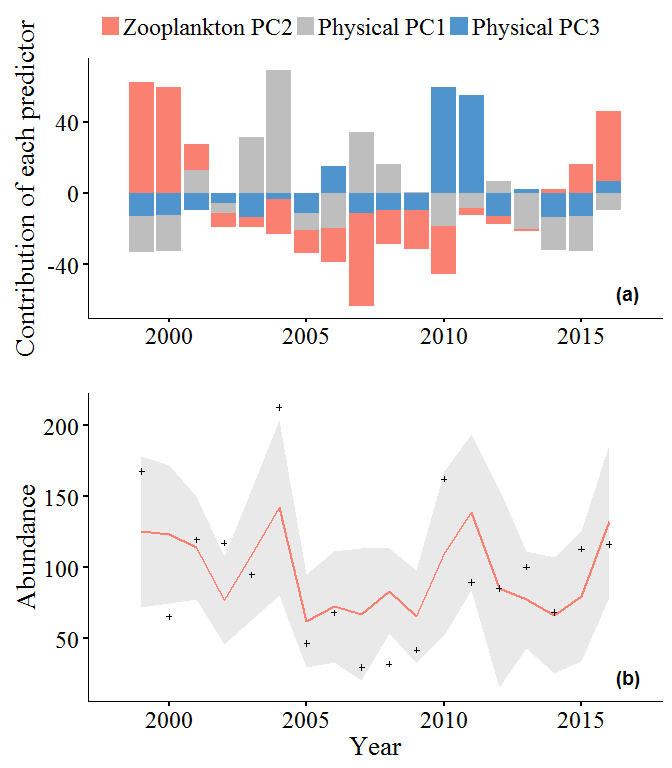 Zooplankton PC2 Physical PC1 Physical PC3
Contribution of each predictor
40
0
-40
(a)
2000 2005 2010 2015
Abundance
200
150
100
50
(b)
2000 2005 2010 2015
Year